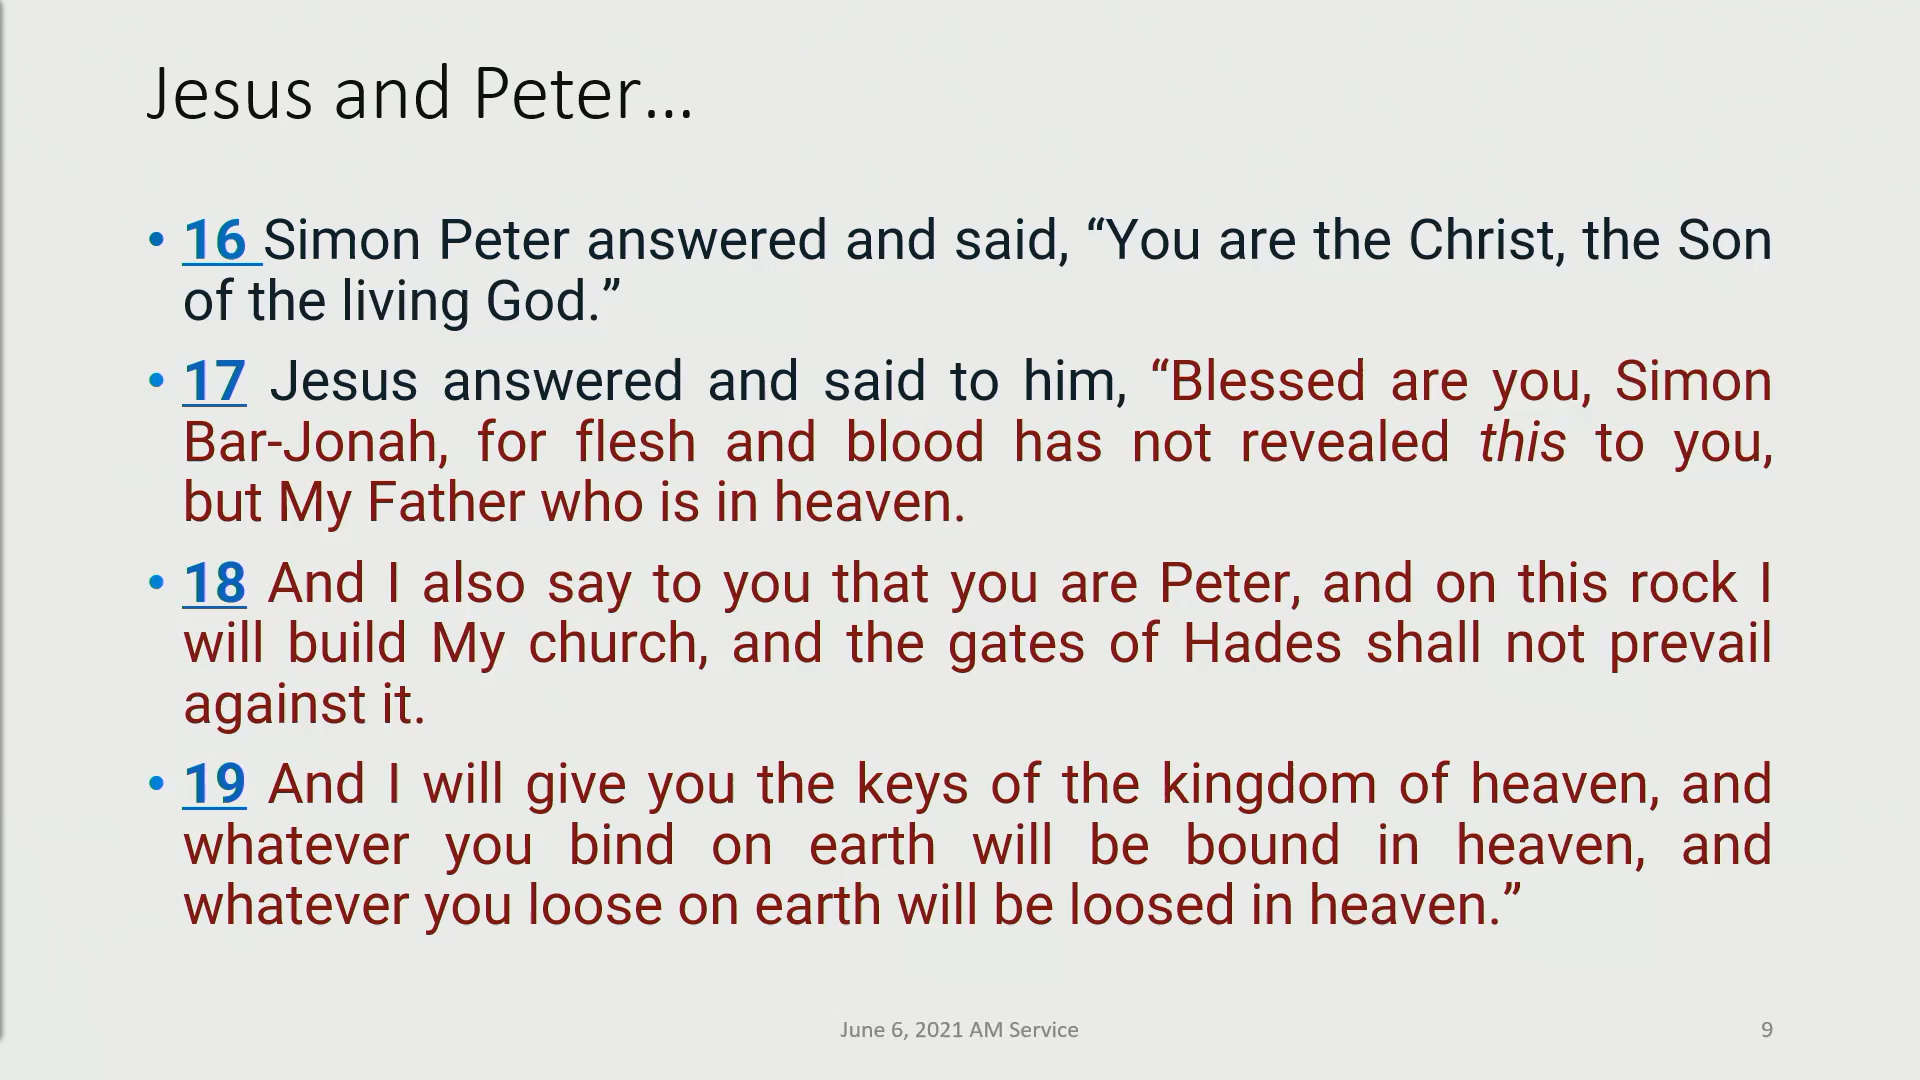 Jesus and Peter…
• 16 Simon Peter answered and said, “You are the Christ, the Son
of the living God.”
• 17 Jesus answered and said to him, “Blessed are you, Simon
Bar-Jonah, for flesh and blood has not revealed this to you,
but My Father who is in heaven.
• 18 And I also say to you that you are Peter, and on this rock I
will build My church, and the gates of Hades shall not prevail
against it.
• 19 And I will give you the keys of the kingdom of heaven, and
whatever you bind on earth will be bound in heaven, and
whatever you loose on earth will be loosed in heaven.”
June 6, 2021 AM Service
9